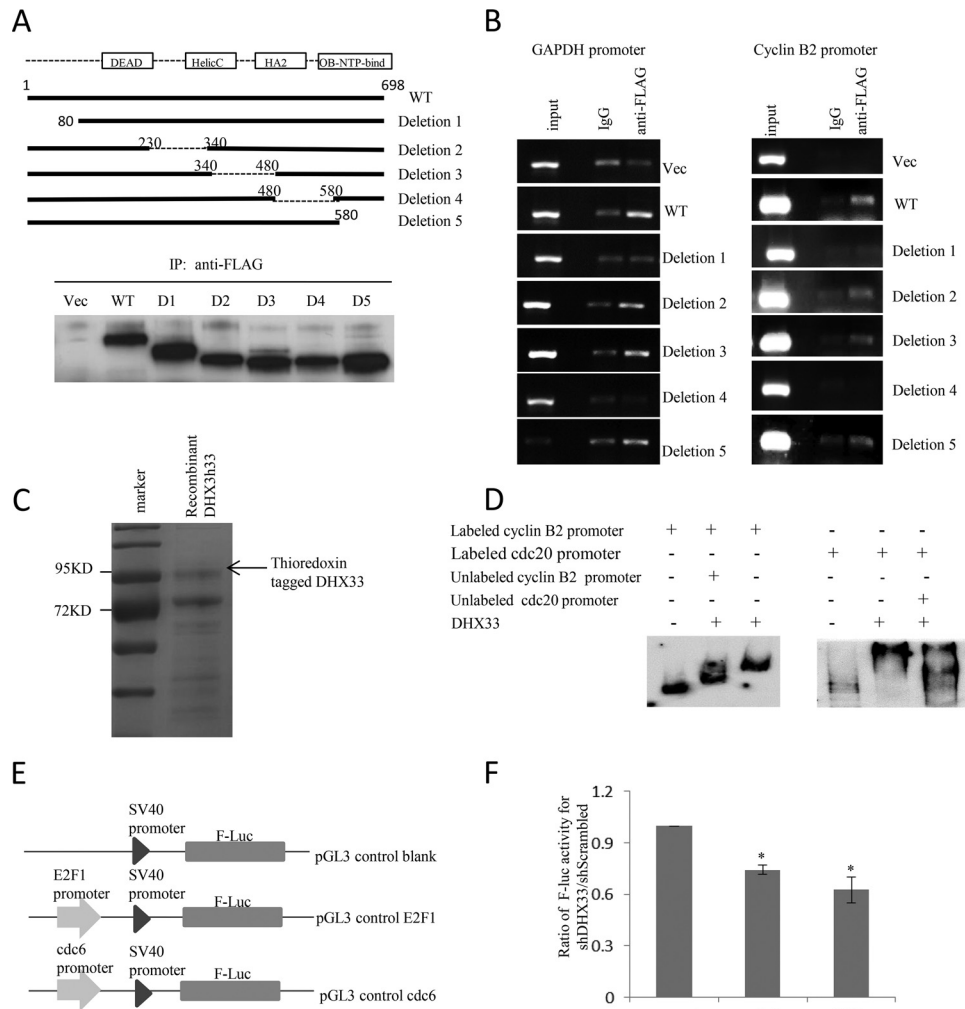 A
DEAD HelicC HA2 OB-NTP-bind
1 698
WT
80 Deletion 1
230 340 Deletion 2
340 480 Deletion 3
480 580 Deletion 4
580 Deletion 5
IP: anti-FLAG
Vec WT D1 D2 D3 D4 D5
B
GAPDH promoter
input IgG anti-FLAG
Vec
WT
Deletion 1
Deletion 2
Deletion 3
Deletion 4
Deletion 5
Cyclin B2 promoter
input IgG anti-FLAG
Vec
WT
Deletion 1
Deletion 2
Deletion 3
Deletion 4
Deletion 5
C
marker
Recombinant
DHX3h33
95KD
72KD
Thioredoxin
tagged DHX33
D
Labeled cyclin B2 promoter + + + - - -
Labeled cdc20 promoter - - - + + +
Unlabeled cyclin B2 promoter - + - - - -
Unlabeled cdc20 promoter - - - - - +
DHX33 - + + - + +
E
SV40
promoter
F-Luc
pGL3 control blank
E2F1
promoter
SV40
promoter
F-Luc
pGL3 control E2F1
cdc6
promoter
SV40
promoter
F-Luc
pGL3 control cdc6
F
Ratio of F-luc activity for
shDHX33/shScrambled
1.2
0.9
0.6
0.3
0
* *